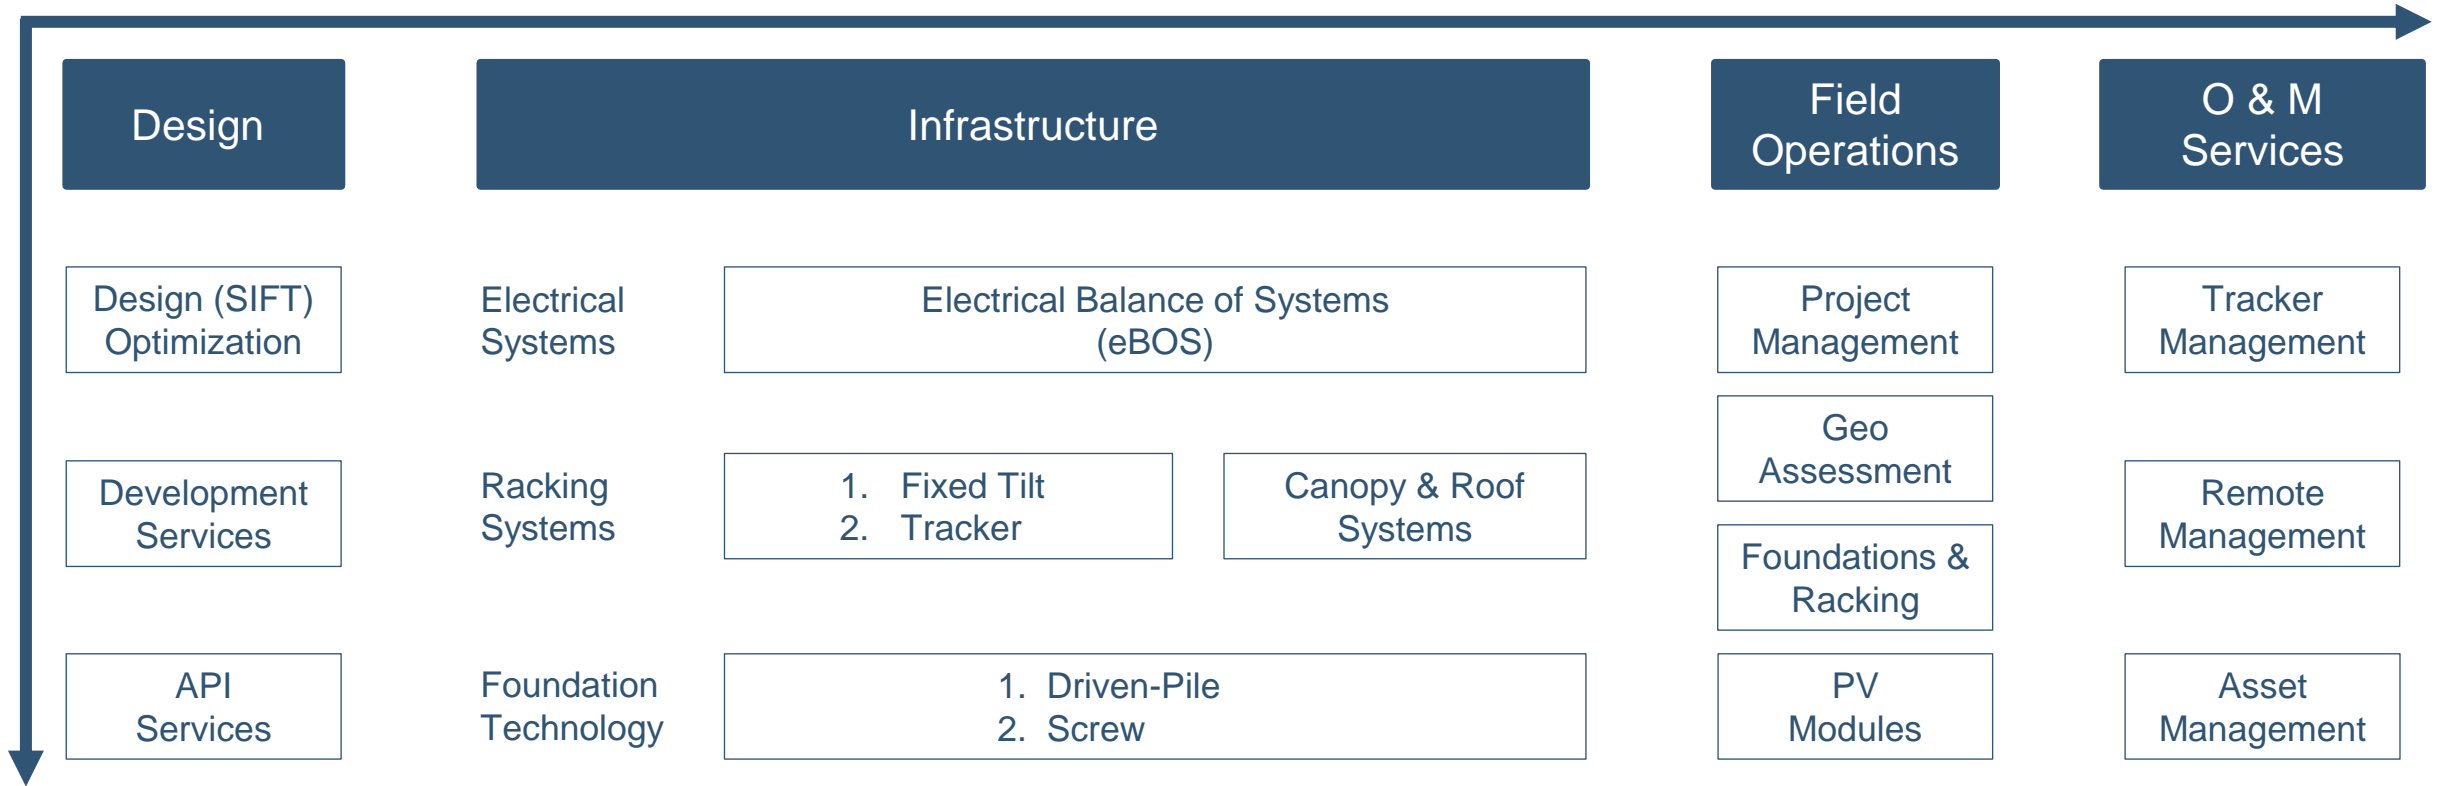 Design
Infrastructure
Field
Operations
O & M
Services
Design (SIFT)
Optimization
Development
Services
API
Services
Electrical
Systems
Electrical Balance of Systems
(eBOS)
Racking
Systems
1. Fixed Tilt
2. Tracker
Canopy & Roof
Systems
Foundation
Technology
1. Driven-Pile
2. Screw
Project
Management
Geo
Assessment
Foundations &
Racking
PV
Modules
Tracker
Management
Remote
Management
Asset
Management